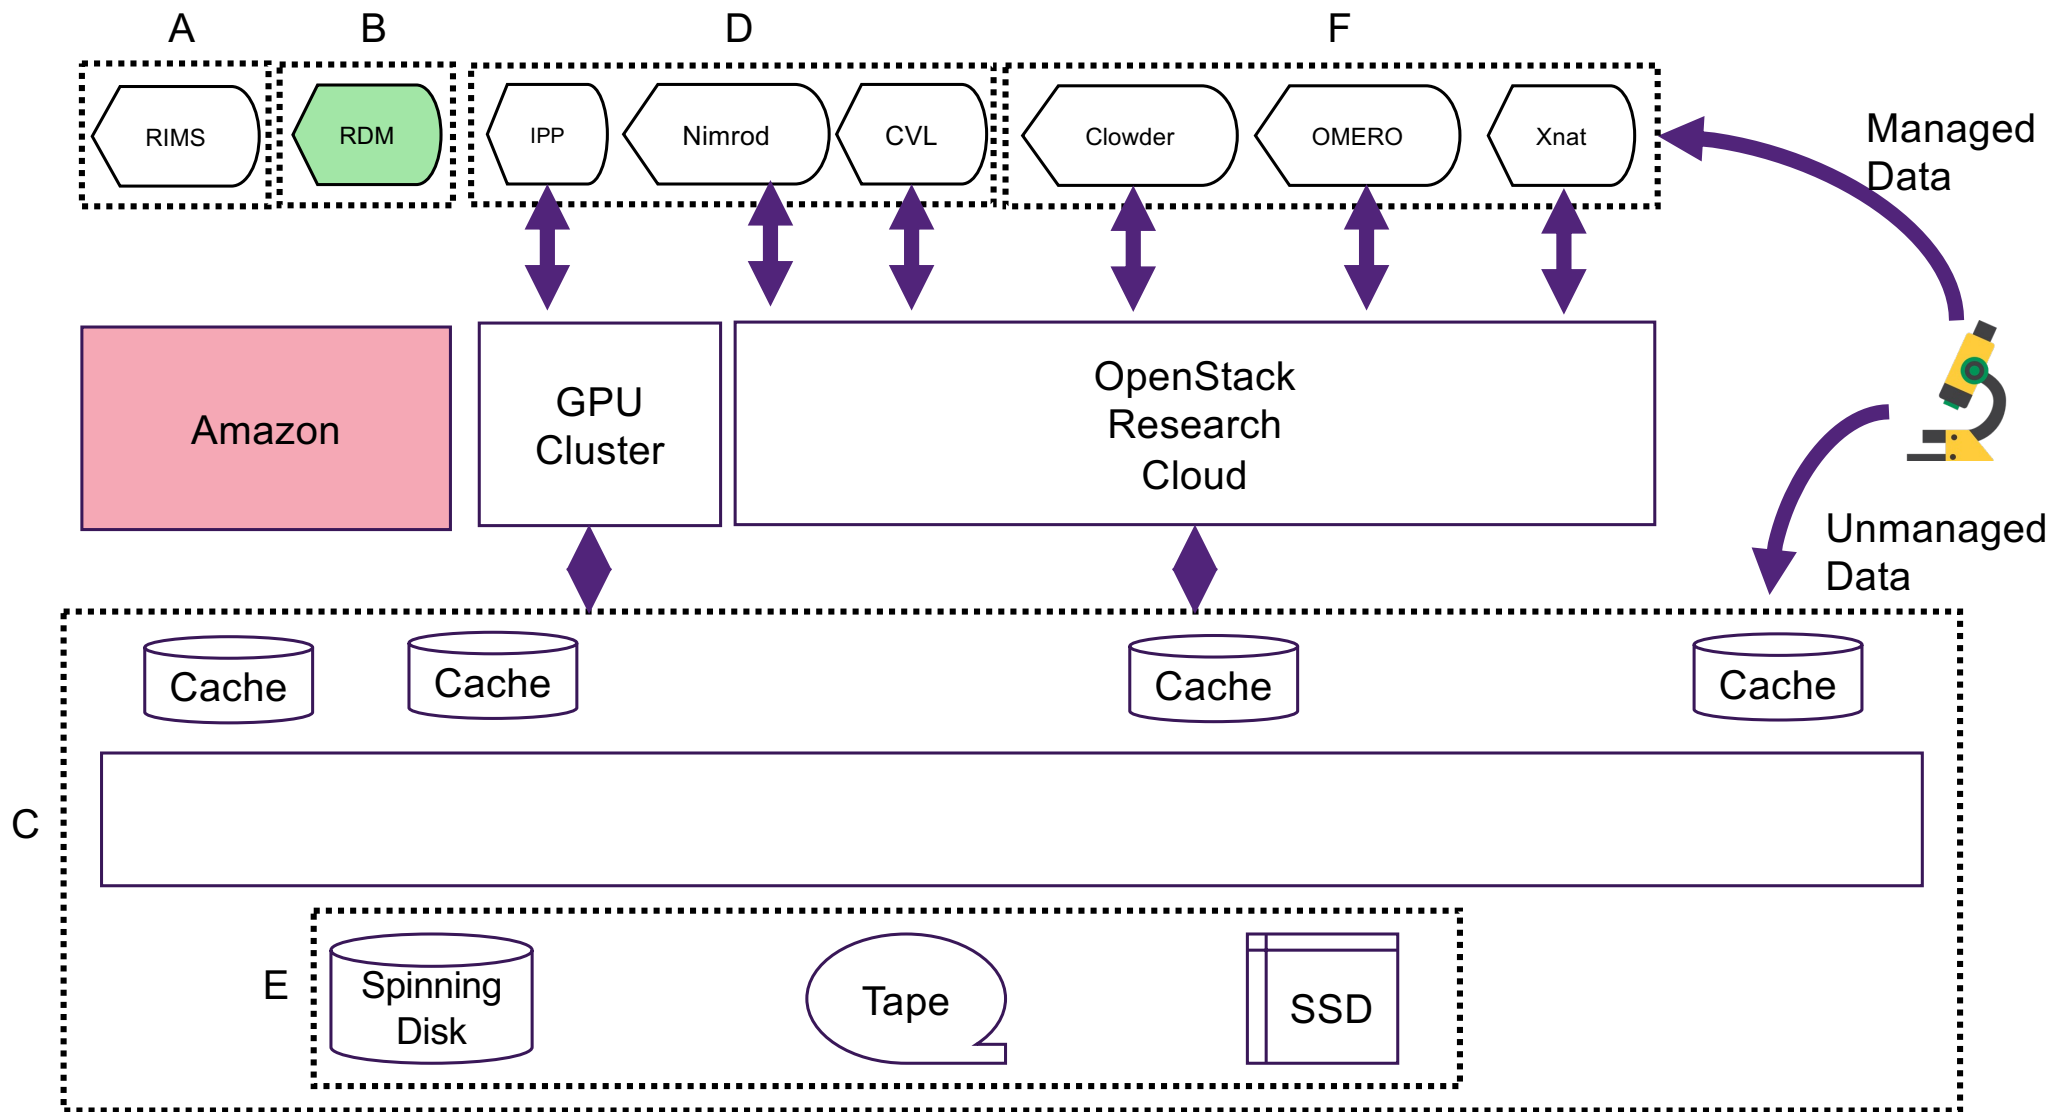 A
B
D
F
RIMS
RDM
IPP
Nimrod
CVL
Clowder
OMERO
Xnat
Managed
Data
Amazon
GPU
Cluster
OpenStack
Research
Cloud
Unmanaged
Data
Cache
Cache
Cache
Cache
C
E
Spinning
Disk
Tape
SSD